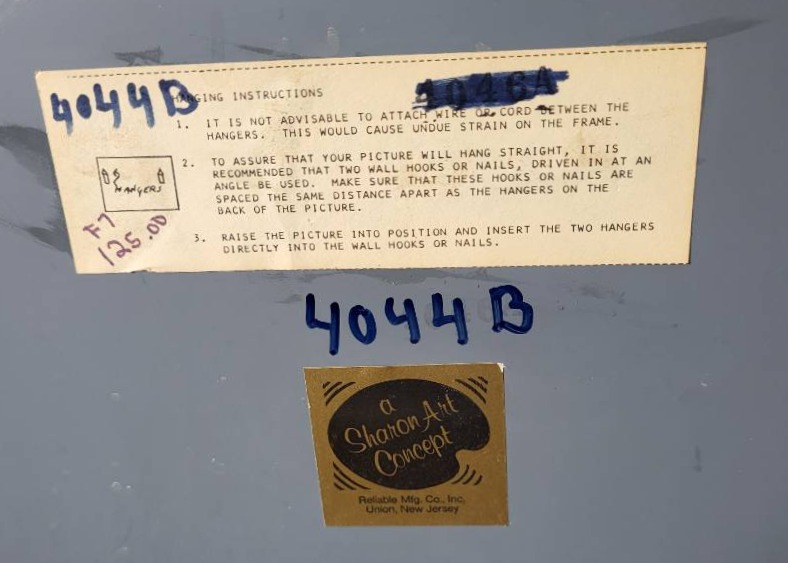 4044B
HANGING INSTRUCTIONS
1. IT IS NOT ADVISABLE TO ATTACH WIRE OR CORD BETWEEN THE
HANGERS. THIS WOULD CAUSE UNDUE STRAIN ON THE FRAME.
2. TO ASSURE THAT YOUR PICTURE WILL HANG STRAIGHT, IT IS
RECOMMENDED THAT TWO WALL HOOKS OR NAILS, DRIVEN IN AT AN
ANGLE BE USED. MAKE SURE THAT THESE HOOKS OR NAILS ARE
SPACED THE SAME DISTANCE APART AS THE HANGERS ON THE
BACK OF THE PICTURE.
HANGERS
F7
125.00
3. RAISE THE PICTURE INTO POSITION AND INSERT THE TWO HANGERS
DIRECTLY INTO THE WALL HOOKS OR NAILS.
4044B
a
Sharon Art
Concept
Reliable Mfg. Co., Inc,
Union, New Jersey